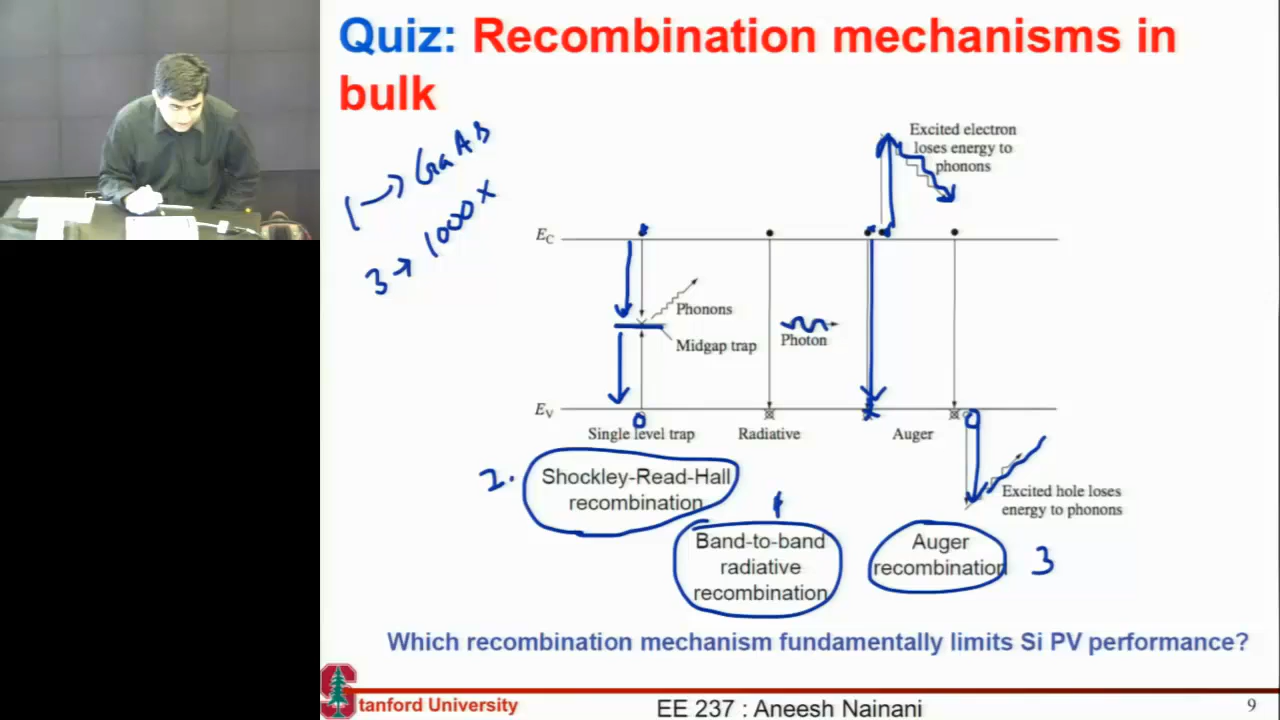 Quiz: Recombination mechanisms in
bulk
1 → GaAs
3 → 1000 x
Excited electron
loses energy to
phonons
EC
Phonons
Midgap trap
Photon
EV
Single level trap
Radiative
Auger
Excited hole loses
energy to phonons
2. Shockley-Read-Hall
recombination
1
Band-to-band
radiative
recombination
Auger
recombination
3
Which recombination mechanism fundamentally limits Si PV performance?
Stanford University
EE 237 : Aneesh Nainani
9